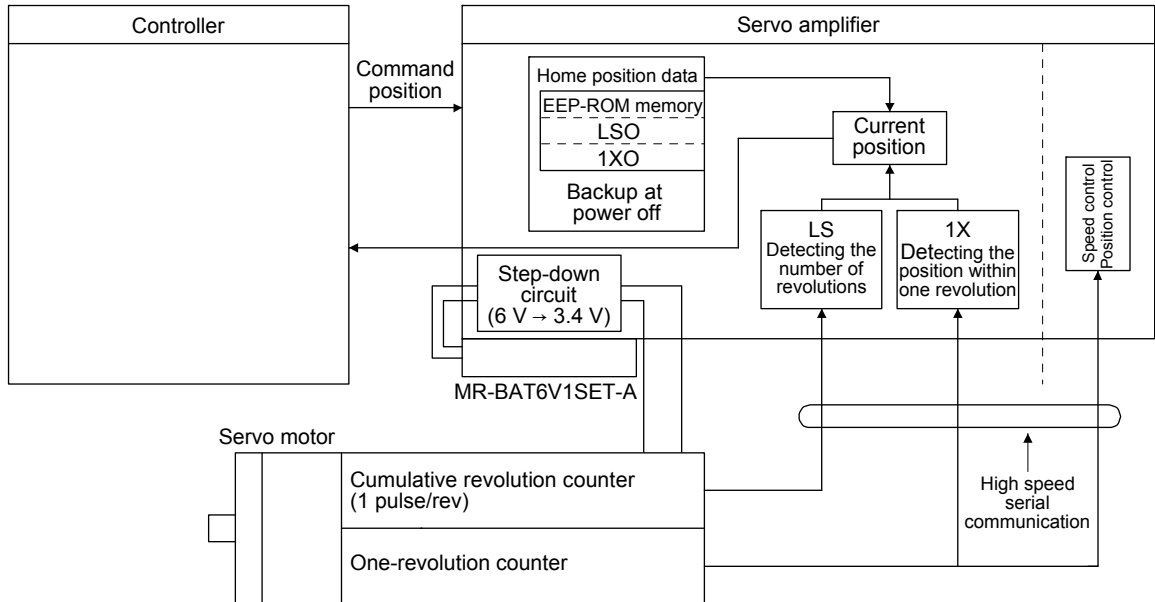 Controller
Servo amplifier
Command
position
Home position data
EEP-ROM memory
LSO
1XO
Backup at
power off
Current
position
Speed control
Position control
LS
Detecting the
number of
revolutions
1X
Detecting the
position within
one revolution
Step-down
circuit
(6 V → 3.4 V)
MR-BAT6V1SET-A
Servo motor
Cumulative revolution counter
(1 pulse/rev)
One-revolution counter
High speed
serial
communication